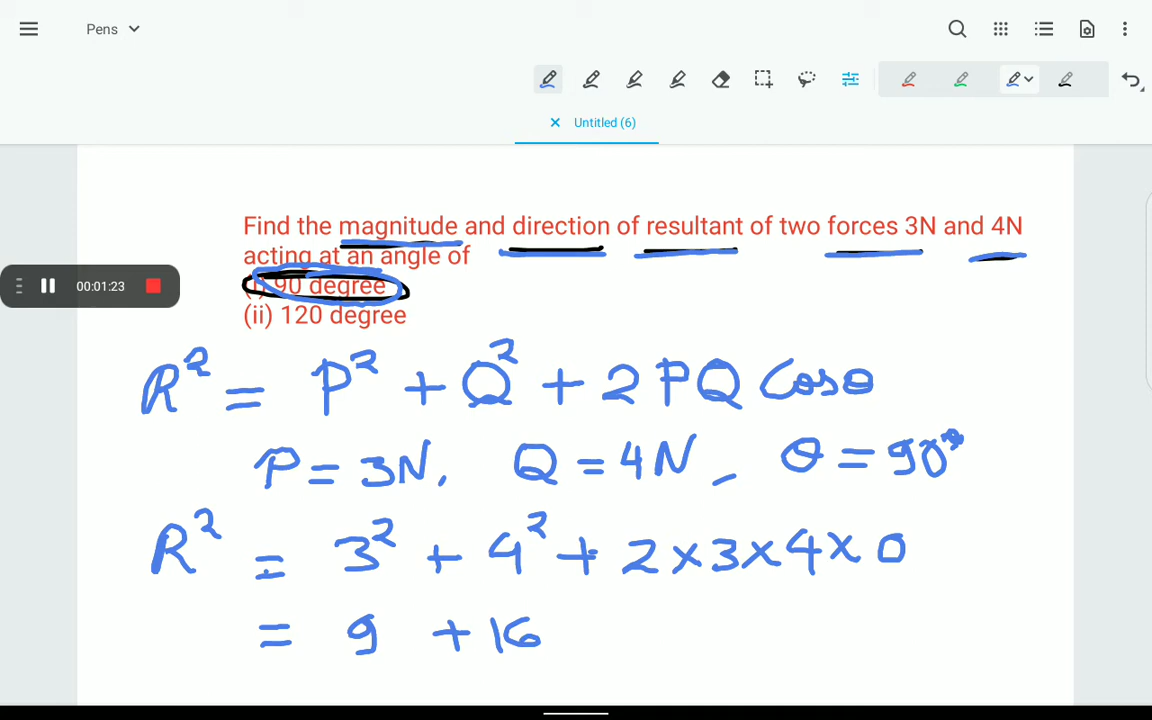 Pens
Untitled (6)
Find the magnitude and direction of resultant of two forces 3N and 4N
acting at an angle of
(i) 90 degree
(ii) 120 degree
00:01:23
R² = P² + Q² + 2PQ Cosθ
P = 3N, Q = 4N, θ = 90°
R² = 3² + 4² + 2×3×4×0
= 9 + 16